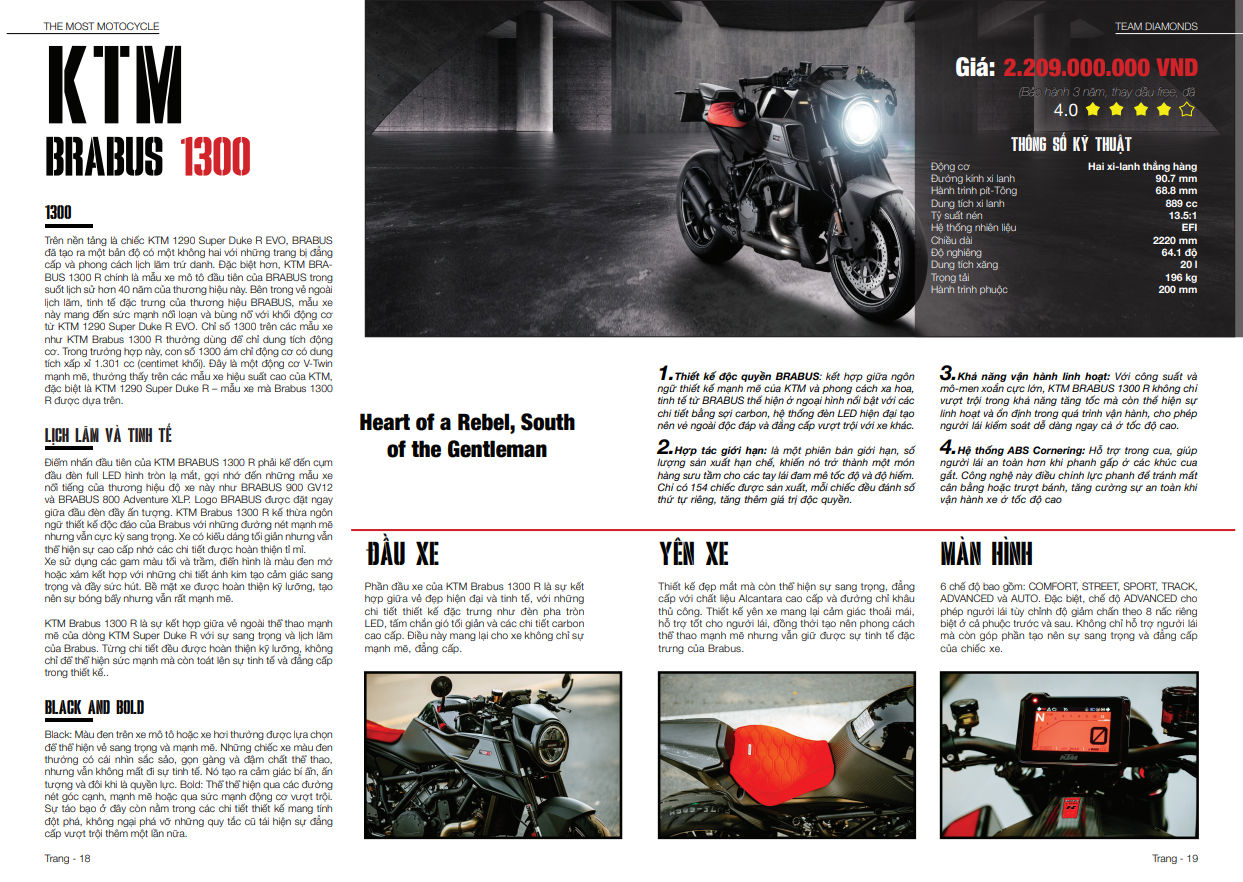 THE MOST MOTOCYCLE
KTM
BRABUS 1300
1300
Trên nền tảng là chiếc KTM 1290 Super Duke R EVO, BRABUS
đã tạo ra một bản độ có một không hai với những trang bị đẳng
cấp và phong cách lịch lãm trứ danh. Đặc biệt hơn, KTM BRA-
BUS 1300 R chính là mẫu xe mô tô đầu tiên của BRABUS trong
suốt lịch sử hơn 40 năm của thương hiệu này. Bên trong vẻ ngoài
lịch lãm, tinh tế đặc trưng của thương hiệu BRABUS, mẫu xe
này mang đến sức mạnh nổi loạn và bùng nổ với khối động cơ
từ KTM 1290 Super Duke R EVO. Chỉ số 1300 trên các mẫu xe
như KTM Brabus 1300 R thường dùng để chỉ dung tích động
cơ. Trong trường hợp này, con số 1300 ám chỉ động cơ có dung
tích xấp xỉ 1.301 cc (centimet khối). Đây là một động cơ V-Twin
mạnh mẽ, thường thấy trên các mẫu xe hiệu suất cao của KTM,
đặc biệt là KTM 1290 Super Duke R – mẫu xe mà Brabus 1300
R được dựa trên.
LỊCH LÃM VÀ TINH TẾ
Điểm nhấn đầu tiên của KTM BRABUS 1300 R phải kể đến cụm
đầu đèn full LED hình tròn lạ mắt, gợi nhớ đến những mẫu xe
nổi tiếng của thương hiệu độ xe này như BRABUS 900 GV12
và BRABUS 800 Adventure XLP. Logo BRABUS được đặt ngay
giữa đầu đèn đầy ấn tượng. KTM Brabus 1300 R kế thừa ngôn
ngữ thiết kế độc đáo của Brabus với những đường nét mạnh mẽ
nhưng vẫn cực kỳ sang trọng. Xe có kiểu dáng tối giản nhưng vẫn
thể hiện sự cao cấp nhờ các chi tiết được hoàn thiện tỉ mỉ.
Xe sử dụng các gam màu tối và trầm, điển hình là màu đen mờ
hoặc xám kết hợp với những chi tiết ánh kim tạo cảm giác sang
trọng và đầy sức hút. Bề mặt xe được hoàn thiện kỹ lưỡng, tạo
nên sự bóng bẩy nhưng vẫn rất mạnh mẽ.
KTM Brabus 1300 R là sự kết hợp giữa vẻ ngoài thể thao mạnh
mẽ của dòng KTM Super Duke R với sự sang trọng và lịch lãm
của Brabus. Từng chi tiết đều được hoàn thiện kỹ lưỡng, không
chỉ để thể hiện sức mạnh mà còn toát lên sự tinh tế và đẳng cấp
trong thiết kế..
BLACK AND BOLD
Black: Màu đen trên xe mô tô hoặc xe hơi thường được lựa chọn
để thể hiện vẻ sang trọng và mạnh mẽ. Những chiếc xe màu đen
thường có cái nhìn sắc sảo, gọn gàng và đậm chất thể thao,
nhưng vẫn không mất đi sự tinh tế. Nó tạo ra cảm giác bí ẩn, ấn
tượng và đôi khi là quyền lực. Bold: Thể thể hiện qua các đường
nét góc cạnh, mạnh mẽ hoặc qua sức mạnh động cơ vượt trội.
Sự táo bạo ở đây còn nằm trong các chi tiết thiết kế mang tính
đột phá, không ngại phá vỡ những quy tắc cũ tái hiện sự đẳng
cấp vượt trội thêm một lần nữa.
Trang - 18
TEAM DIAMONDS
Giá: 2.209.000.000 VND
(Bảo hành 3 năm, thay dầu free, đã
4.0
THÔNG SỐ KỸ THUẬT
Động cơ Hai xi-lanh thẳng hàng
Đường kính xi lanh 90.7 mm
Hành trình pít-Tông 68.8 mm
Dung tích xi lanh 889 cc
Tỷ suất nén 13.5:1
Hệ thống nhiên liệu EFI
Chiều dài 2220 mm
Độ nghiêng 64.1 độ
Dung tích xăng 20 l
Trọng tải 196 kg
Hành trình phuộc 200 mm
Heart of a Rebel, South
of the Gentleman
1.Thiết kế độc quyền BRABUS: kết hợp giữa ngôn
ngữ thiết kế mạnh mẽ của KTM và phong cách xa hoa,
tinh tế từ BRABUS thể hiện ở ngoại hình nổi bật với các
chi tiết bằng sợi carbon, hệ thống đèn LED hiện đại tạo
nên vẻ ngoài độc đáp và đẳng cấp vượt trội với xe khác.
2.Hợp tác giới hạn: là một phiên bản giới hạn, số
lượng sản xuất hạn chế, khiến nó trở thành một món
hàng sưu tầm cho các tay lái đam mê tốc độ và độ hiếm.
Chỉ có 154 chiếc được sản xuất, mỗi chiếc đều đánh số
thứ tự riêng, tăng thêm giá trị độc quyền.
3.Khả năng vận hành linh hoạt: Với công suất và
mô-men xoắn cực lớn, KTM BRABUS 1300 R không chỉ
vượt trội trong khả năng tăng tốc mà còn thể hiện sự
linh hoạt và ổn định trong quá trình vận hành, cho phép
người lái kiểm soát dễ dàng ngay cả ở tốc độ cao.
4.Hệ thống ABS Cornering: Hỗ trợ trong cua, giúp
người lái an toàn hơn khi phanh gấp ở các khúc cua
gắt. Công nghệ này điều chỉnh lực phanh để tránh mất
cân bằng hoặc trượt bánh, tăng cường sự an toàn khi
vận hành xe ở tốc độ cao
ĐẦU XE
Phần đầu xe của KTM Brabus 1300 R là sự kết
hợp giữa vẻ đẹp hiện đại và tinh tế, với những
chi tiết thiết kế đặc trưng như đèn pha tròn
LED, tấm chắn gió tối giản và các chi tiết carbon
cao cấp. Điều này mang lại cho xe không chỉ sự
mạnh mẽ, đẳng cấp.
YÊN XE
Thiết kế đẹp mắt mà còn thể hiện sự sang trọng, đẳng
cấp với chất liệu Alcantara cao cấp và đường chỉ khâu
thủ công. Thiết kế yên xe mang lại cảm giác thoải mái,
hỗ trợ tốt cho người lái, đồng thời tạo nên phong cách
thể thao mạnh mẽ nhưng vẫn giữ được sự tinh tế đặc
trưng của Brabus.
MÀN HÌNH
6 chế độ bao gồm: COMFORT, STREET, SPORT, TRACK,
ADVANCED và AUTO. Đặc biệt, chế độ ADVANCED cho
phép người lái tùy chỉnh độ giảm chấn theo 8 nấc riêng
biệt ở cả phuộc trước và sau. Không chỉ hỗ trợ người lái
mà còn góp phần tạo nên sự sang trọng và đẳng cấp
của chiếc xe.
N
0
KTM
Trang - 19